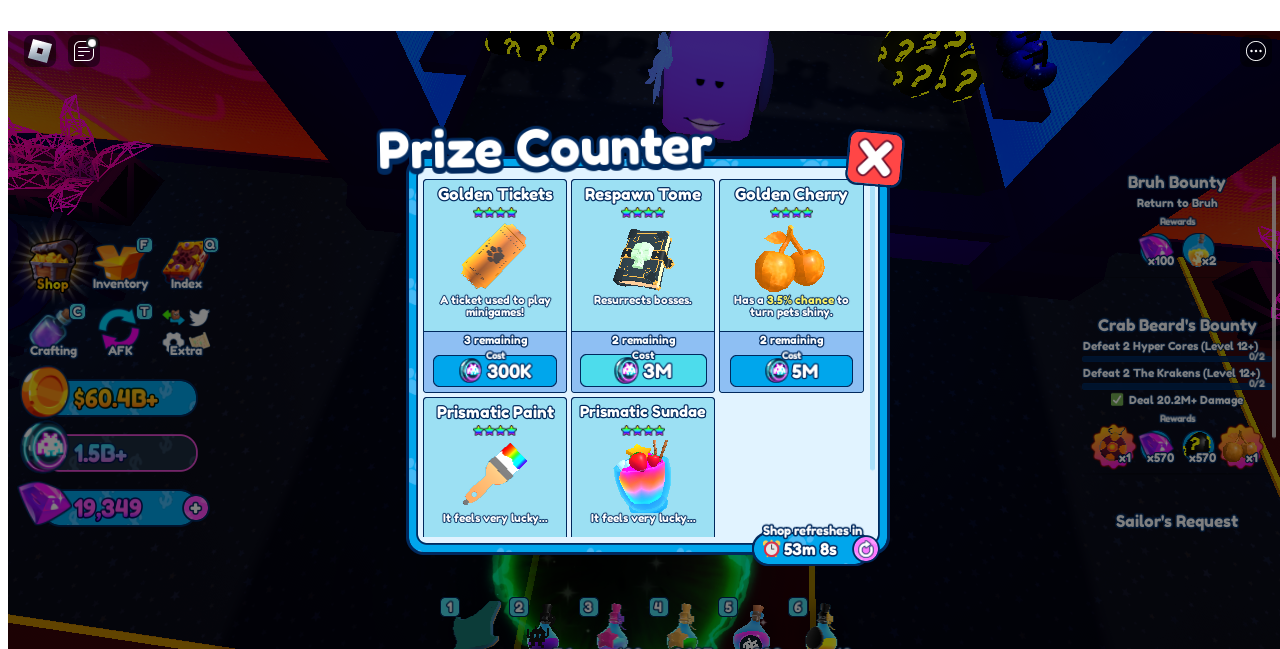 Prize Counter
Golden Tickets
A ticket used to play
minigames!
3 remaining
Cost
300K
Respawn Tome
Resurrects bosses.
2 remaining
Cost
3M
Golden Cherry
Has a 3.5% chance to
turn pets shiny.
2 remaining
Cost
5M
Prismatic Paint
It feels very lucky...
Prismatic Sundae
It feels very lucky...
Shop refreshes in
53m 8s
Shop
F
Inventory
Q
Index
C
Crafting
T
AFK
Extra
$60.4B+
1.5B+
19,349
+
Bruh Bounty
Return to Bruh
Rewards
x100
x2
Crab Beard's Bounty
Defeat 2 Hyper Cores (Level 12+)
0/2
Defeat 2 The Krakens (Level 12+)
0/2
Deal 20.2M+ Damage
Rewards
x1
x570
x570
x1
Sailor's Request
1
2
3
4
5
6